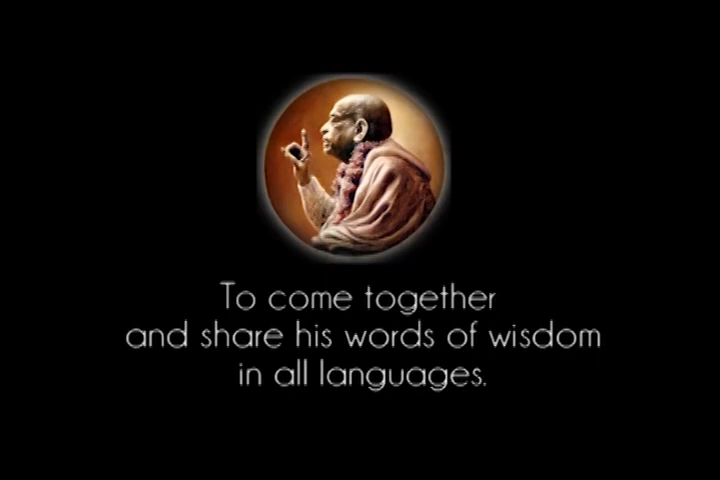 To come together
and share his words of wisdom
in all languages.